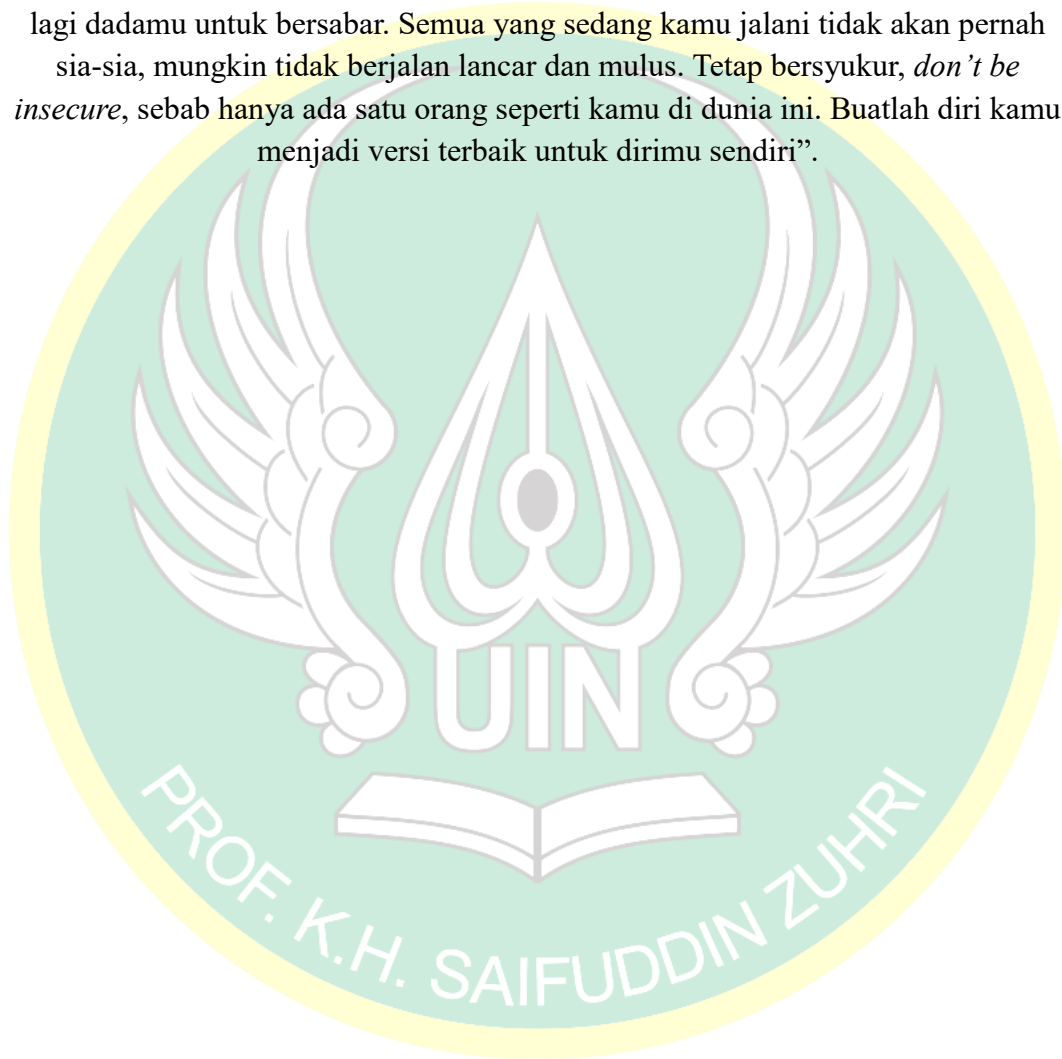 lagi dadamu untuk bersabar. Semua yang sedang kamu jalani tidak akan pernah
sia-sia, mungkin tidak berjalan lancar dan mulus. Tetap bersyukur, don’t be
insecure, sebab hanya ada satu orang seperti kamu di dunia ini. Buatlah diri kamu
menjadi versi terbaik untuk dirimu sendiri”.
UIN
PROF. K.H. SAIFUDDIN ZUHRI